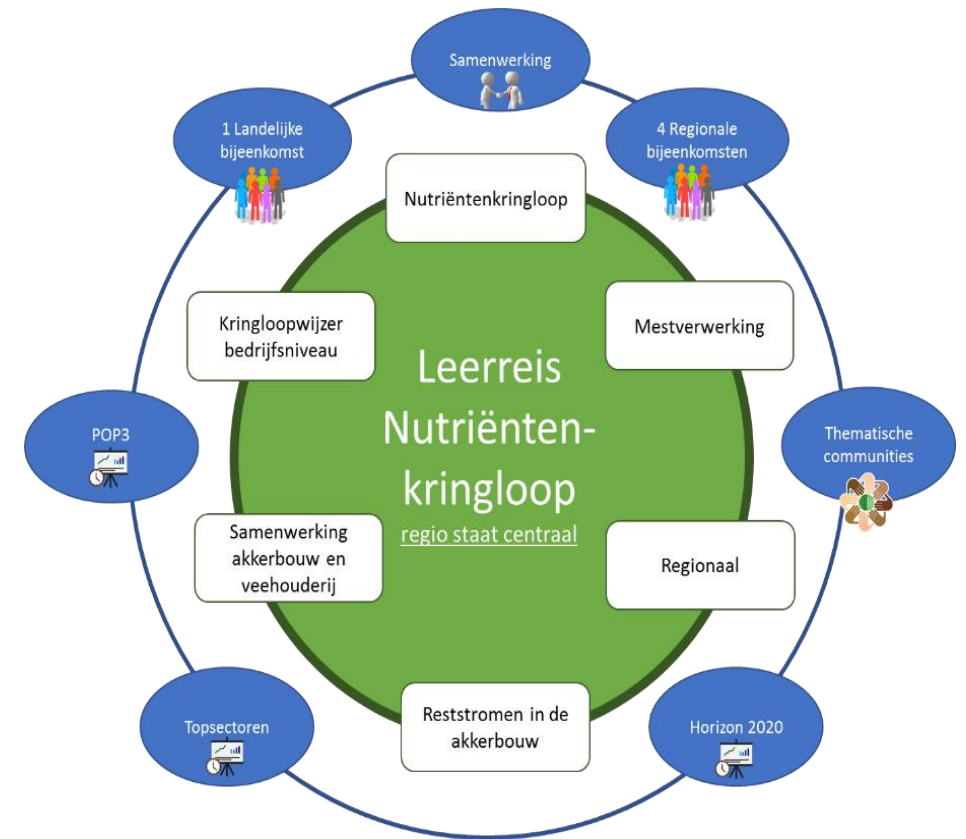 Samenwerking
1 Landelijke
bijeenkomst
4 Regionale
bijeenkomsten
Nutriëntenkringloop
Kringloopwijzer
bedrijfsniveau
Mestverwerking
Leerreis
Nutriënten-
kringloop
regio staat centraal
POP3
Thematische
communities
Samenwerking
akkerbouw en
veehouderij
Regionaal
Reststromen in de
akkerbouw
Topsectoren
Horizon 2020